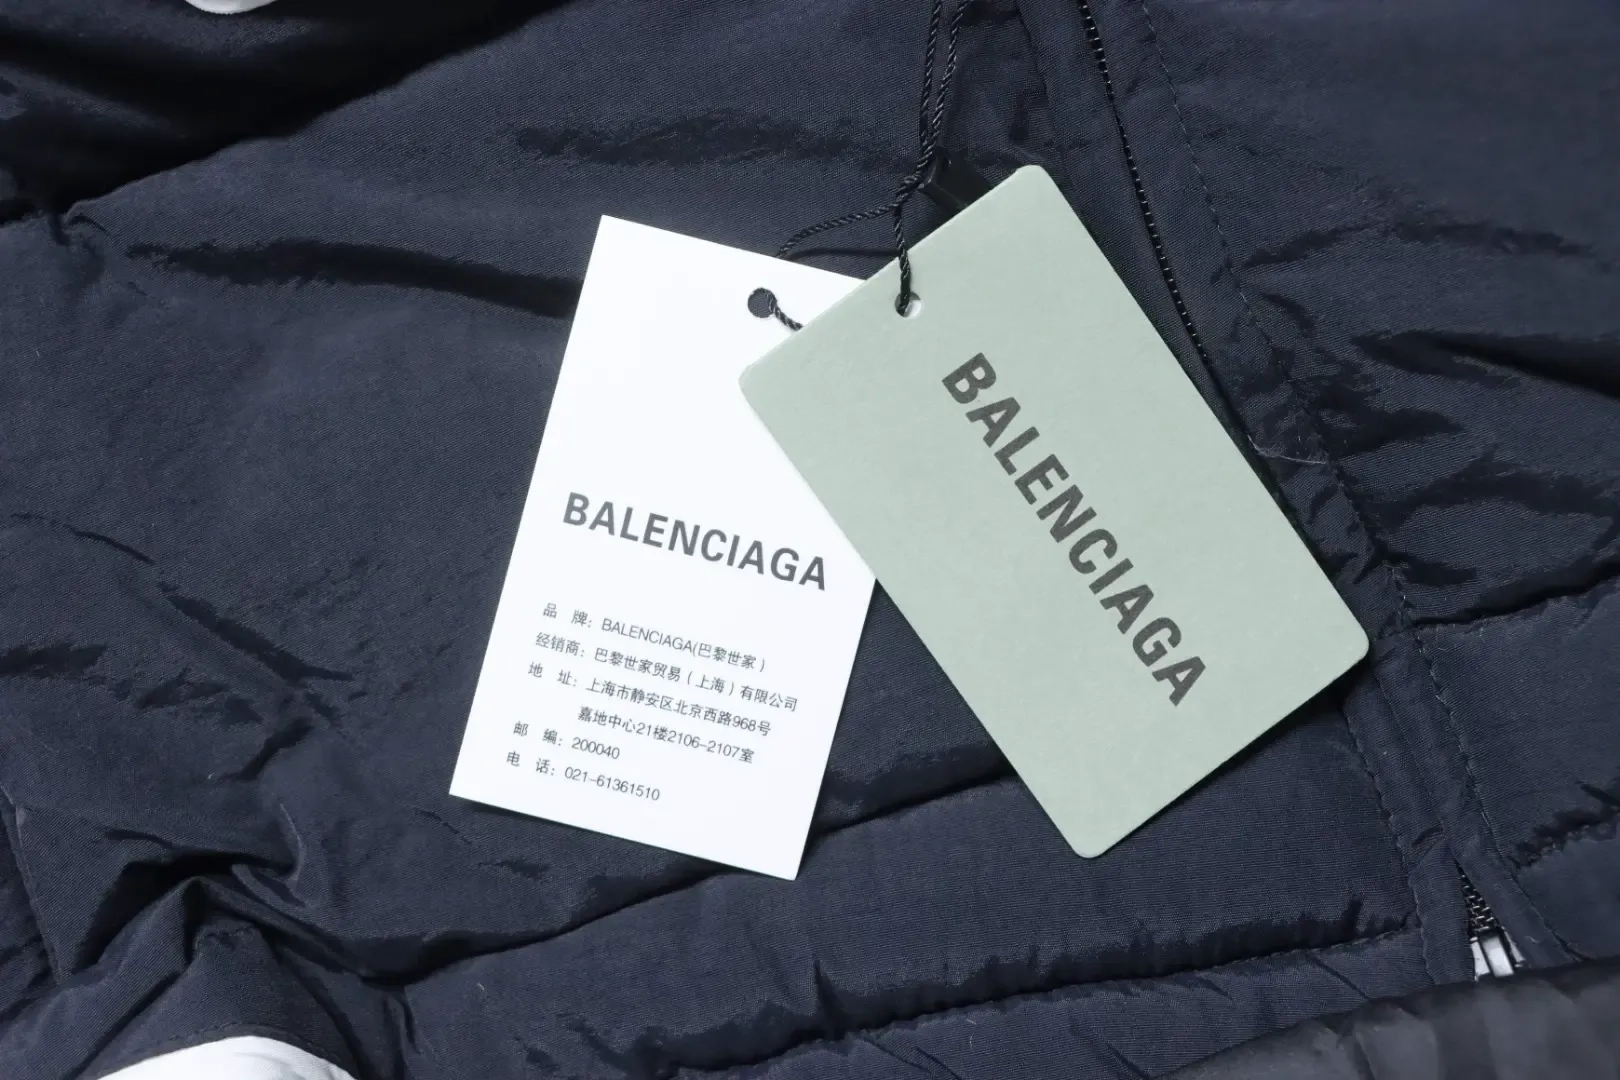 BALENCIAGA
品 牌：BALENCIAGA(巴黎世家）
经销商：巴黎世家贸易（上海）有限公司
地 址：上海市静安区北京西路968号
嘉地中心21楼2106-2107室
邮 编：200040
电 话：021-61361510
BALENCIAGA